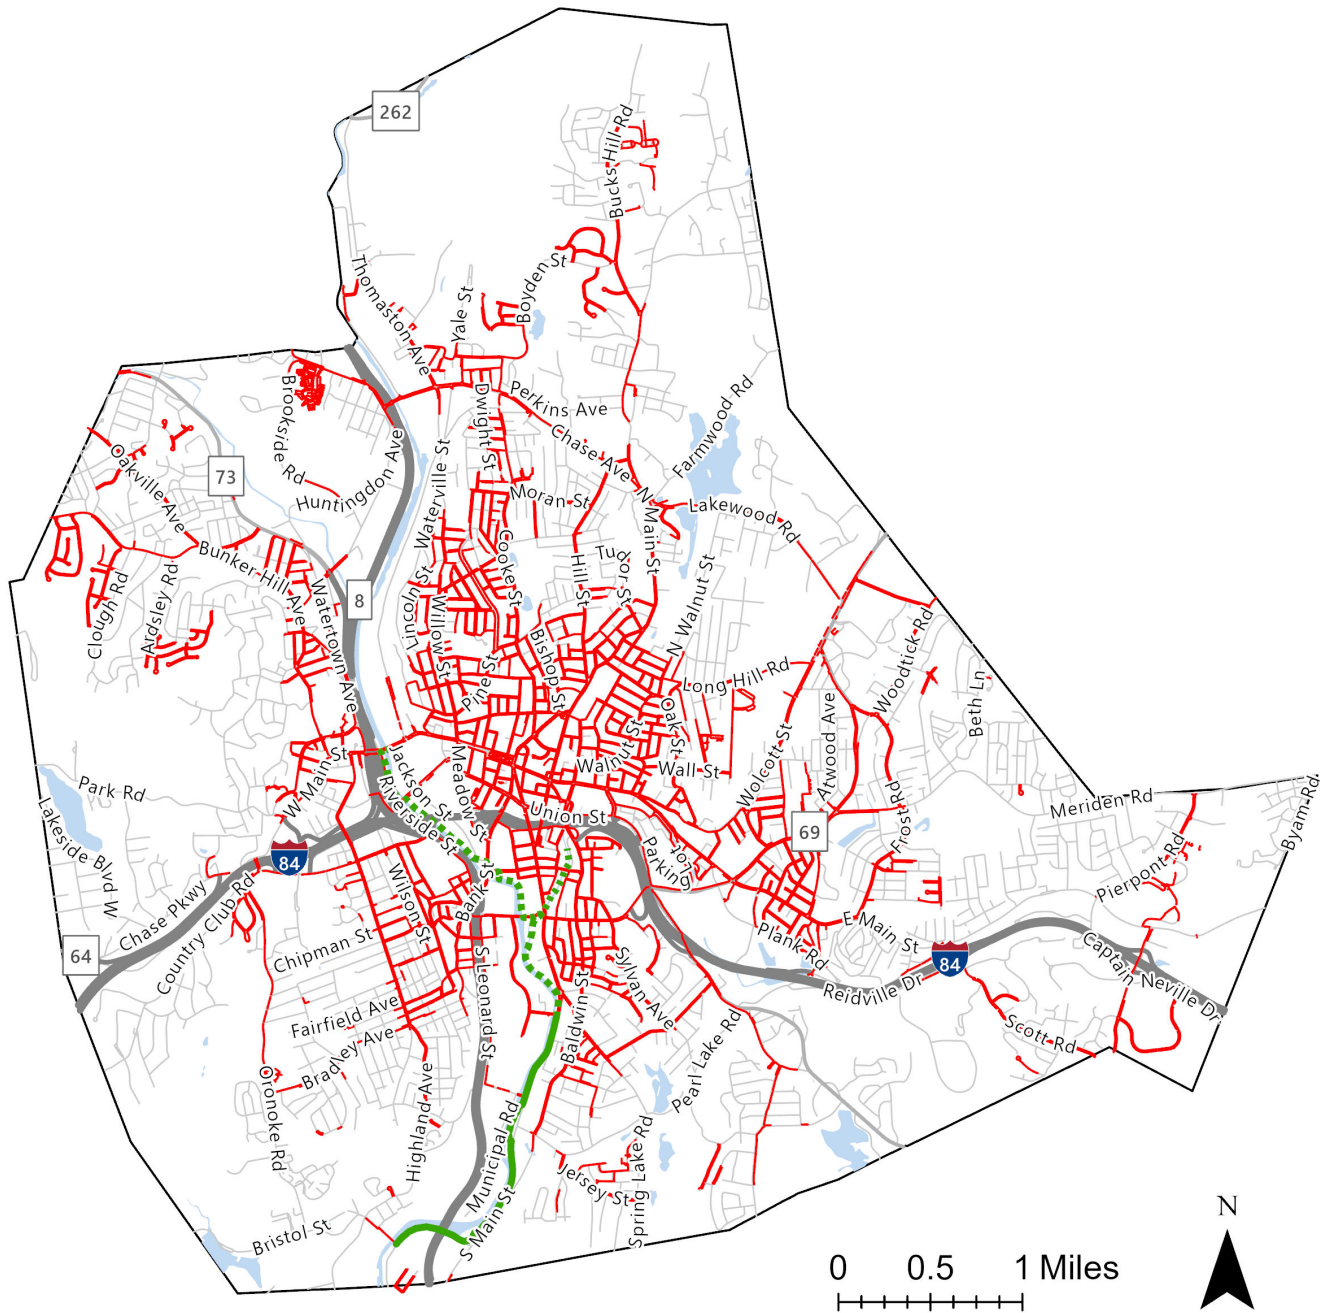 262
Bucks Hill Rd
Thomaston Ave
Yale St
Boyden St
Brookside Rd
Dwight St
Perkins Ave
Chase Ave
Farmwood Rd
73
Oakville Ave
Huntingdon Ave
Waterville St
Moran St
N Main St
Lakewood Rd
Bunker Hill Ave
Cooke St
Tudor St
Hill St
N Walnut St
Clough Rd
Ardsley Rd
Watertown Ave
8
Lincoln St
Willow St
Pine St
Bishop St
Woodtick Rd
Long Hill Rd
Oak St
Beth Ln
Walnut St
Wall St
Wolcott St
Atwood Ave
Park Rd
W Main St
Jackson St
Riverside St
Meadow St
Union St
69
Frost Rd
Meriden Rd
Byam Rd
Lakeside Blvd W
84
Parking Lot
Pierpont Rd
Chase Pkwy
Country Club Rd
Wilson St
Bank St
64
Chipman St
S Leonard St
Sylvan Ave
Plank Rd
E Main St
84
Captain Neville Dr
Reidville Dr
Fairfield Ave
Bradley Ave
Baldwin St
Pearl Lake Rd
Scott Rd
Oronoke Rd
Highland Ave
Municipal Rd
Jersey St
Spring Lake Rd
Bristol St
S Main St
N
0 0.5 1 Miles